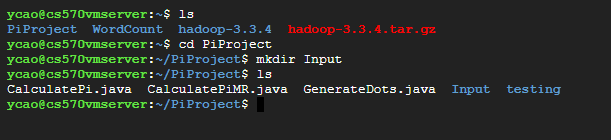 ycao@cs570vmserver:~$ ls
PiProject  WordCount  hadoop-3.3.4  hadoop-3.3.4.tar.gz
ycao@cs570vmserver:~$ cd PiProject
ycao@cs570vmserver:~/PiProject$ mkdir Input
ycao@cs570vmserver:~/PiProject$ ls
CalculatePi.java  CalculatePiMR.java  GenerateDots.java  Input  testing
ycao@cs570vmserver:~/PiProject$